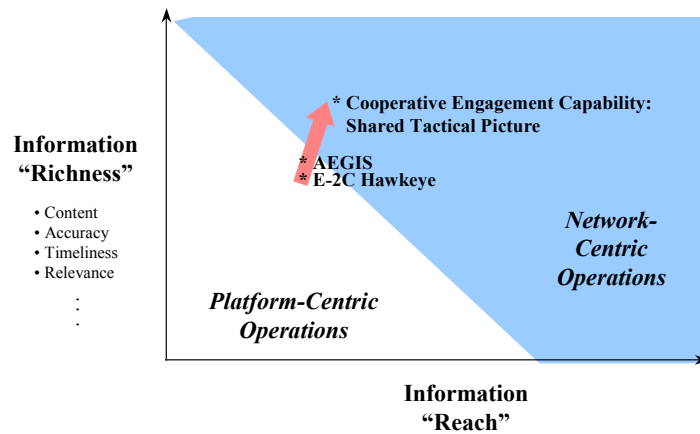 * Cooperative Engagement Capability:
Shared Tactical Picture
Information
“Richness”
• Content
• Accuracy
• Timeliness
• Relevance
.
.
.
* AEGIS
* E-2C Hawkeye
Network-
Centric
Operations
Platform-Centric
Operations
Information
“Reach”